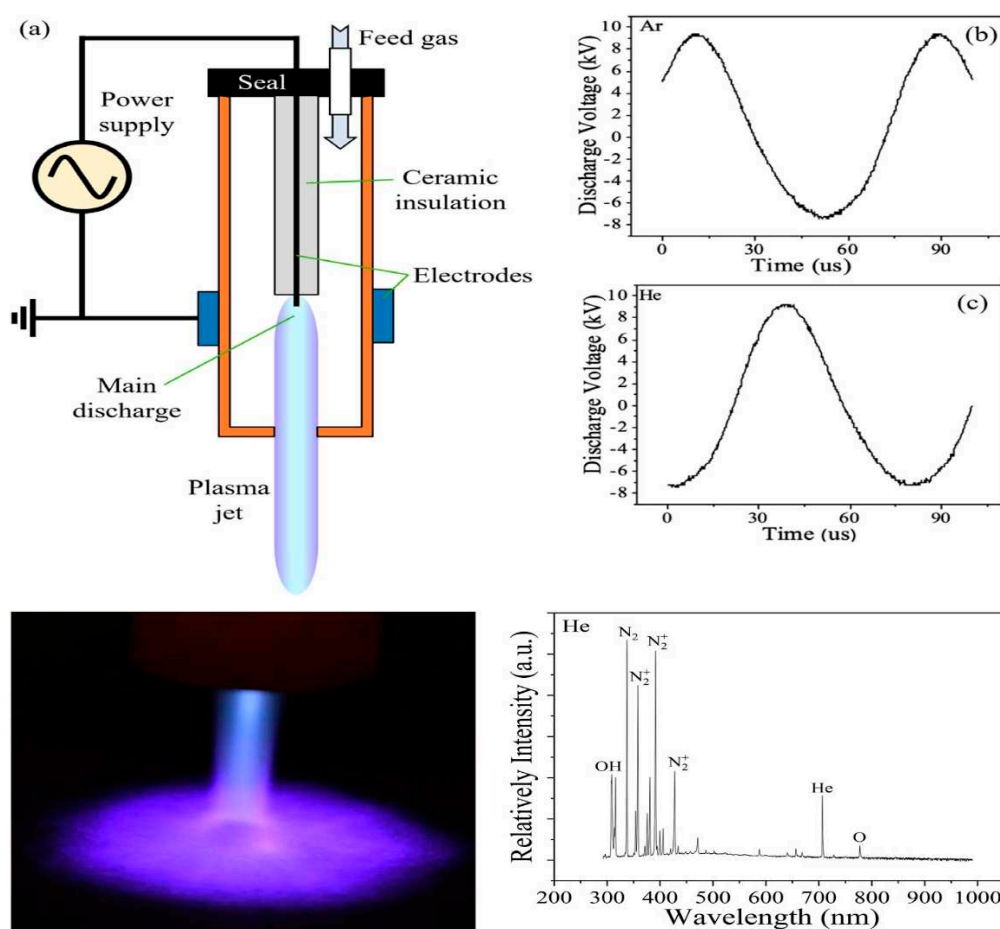 (a)
Feed gas
Seal
Power
supply
Ceramic
insulation
Electrodes
Main
discharge
Plasma
jet
Ar
(b)
Discharge Voltage (kV)
10
8
6
4
2
0
-2
-4
-6
-8
0
30
60
90
Time (us)
He
(c)
Discharge Voltage (kV)
10
8
6
4
2
0
-2
-4
-6
-8
0
30
60
90
Time (us)
He
Relatively Intensity (a.u.)
OH
N₂
N₂⁺
N₂⁺
N₂⁺
He
O
200 300 400 500 600 700 800 900 1000
Wavelength (nm)